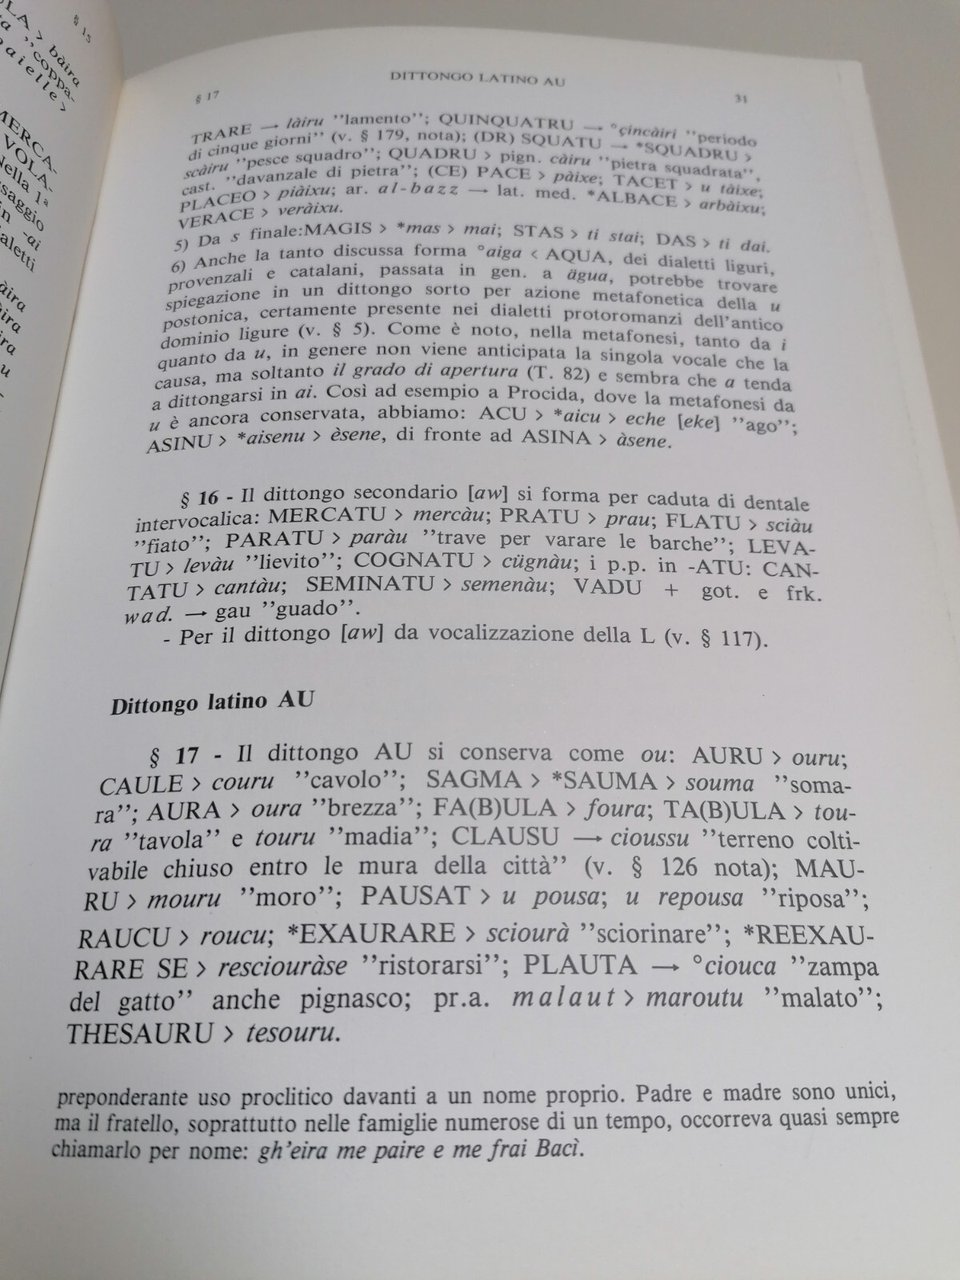 § 15
bàira
"coppa-
paielle >
MERCA-
VOLA-
Nella 1ª
saggio
in -ai
aletti
§ 17 DITTONGO LATINO AU 31
TRARE → làiru "lamento"; QUINQUATRU → °çincàiri "periodo
di cinque giorni" (v. § 179, nota); (DR) SQUATU → *SQUADRU >
scàiru "pesce squadro"; QUADRU > pign. càiru "pietra squadrata",
cast. "davanzale di pietra"; (CE) PACE > pàixe; TACET > u tàixe;
PLACEO > piàixu; ar. al-bazz → lat. med. *ALBACE > arbàixu;
VERACE > veràixu.
5) Da s finale:MAGIS > *mas > mai; STAS > ti stai; DAS > ti dai.
6) Anche la tanto discussa forma °aiga < AQUA, dei dialetti liguri,
provenzali e catalani, passata in gen. a ägua, potrebbe trovare
spiegazione in un dittongo sorto per azione metafonetica della u
postonica, certamente presente nei dialetti protoromanzi dell'antico
dominio ligure (v. § 5). Come è noto, nella metafonesi, tanto da i
quanto da u, in genere non viene anticipata la singola vocale che la
causa, ma soltanto il grado di apertura (T. 82) e sembra che a tenda
a dittongarsi in ai. Così ad esempio a Procida, dove la metafonesi da
u è ancora conservata, abbiamo: ACU > *aicu > eche [eke] "ago";
ASINU > *aisenu > èsene, di fronte ad ASINA > àsene.
§ 16 - Il dittongo secondario [aw] si forma per caduta di dentale
intervocalica: MERCATU > mercàu; PRATU > prau; FLATU > sciàu
"fiato"; PARATU > paràu "trave per varare le barche"; LEVA-
TU > levàu "lievito"; COGNATU > cügnàu; i p.p. in -ATU: CAN-
TATU > cantàu; SEMINATU > semenàu; VADU + got. e frk.
wad. → gau "guado".
- Per il dittongo [aw] da vocalizzazione della L (v. § 117).
Dittongo latino AU
§ 17 - Il dittongo AU si conserva come ou: AURU > ouru;
CAULE > couru "cavolo"; SAGMA > *SAUMA > souma "soma-
ra"; AURA > oura "brezza"; FA(B)ULA > foura; TA(B)ULA > tou-
ra "tavola" e touru "madia"; CLAUSU → cioussu "terreno colti-
vabile chiuso entro le mura della città" (v. § 126 nota); MAU-
RU > mouru "moro"; PAUSAT > u pousa; u repousa "riposa";
RAUCU > roucu; *EXAURARE > sciourà "sciorinare"; *REEXAU-
RARE SE > resciouràse "ristorarsi"; PLAUTA → °ciouca "zampa
del gatto" anche pignasco; pr.a. malaut > maroutu "malato";
THESAURU > tesouru.
preponderante uso proclitico davanti a un nome proprio. Padre e madre sono unici,
ma il fratello, soprattutto nelle famiglie numerose di un tempo, occorreva quasi sempre
chiamarlo per nome: gh'eira me paire e me frai Bacì.